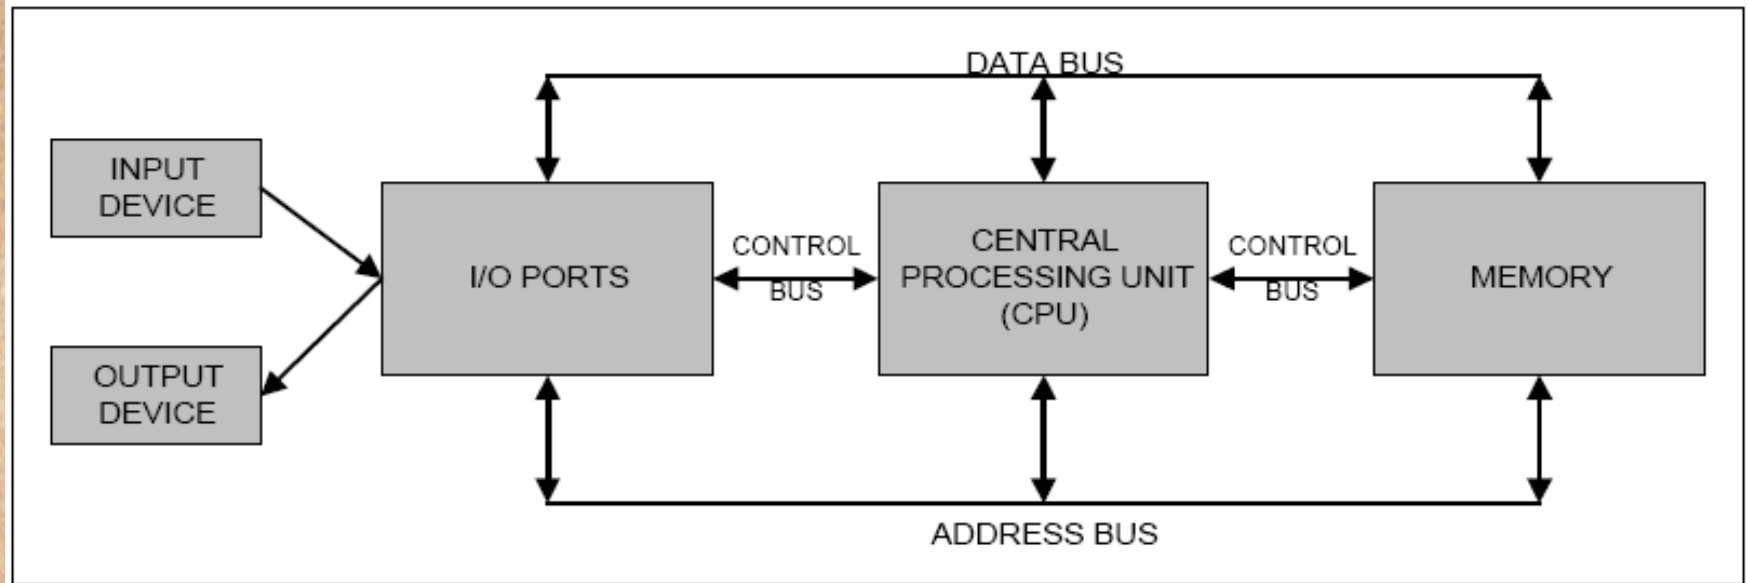 DATA BUS
INPUT
DEVICE
I/O PORTS
CONTROL
BUS
CENTRAL
PROCESSING UNIT
(CPU)
CONTROL
BUS
MEMORY
OUTPUT
DEVICE
ADDRESS BUS